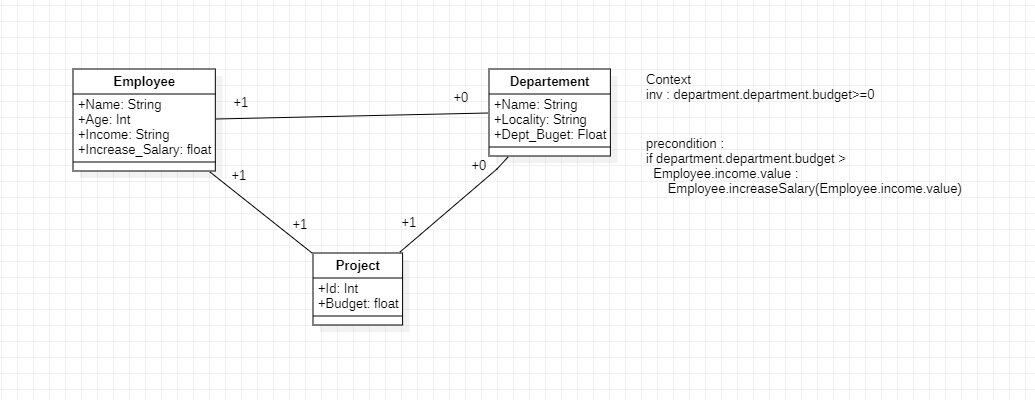 Employee
+Name: String
+Age: Int
+Income: String
+Increase_Salary: float
+1
+0
Departement
+Name: String
+Locality: String
+Dept_Buget: Float
+1
+1
+0
+1
Project
+Id: Int
+Budget: float
Context
inv : department.department.budget>=0
precondition :
if department.department.budget >
Employee.income.value :
Employee.increaseSalary(Employee.income.value)